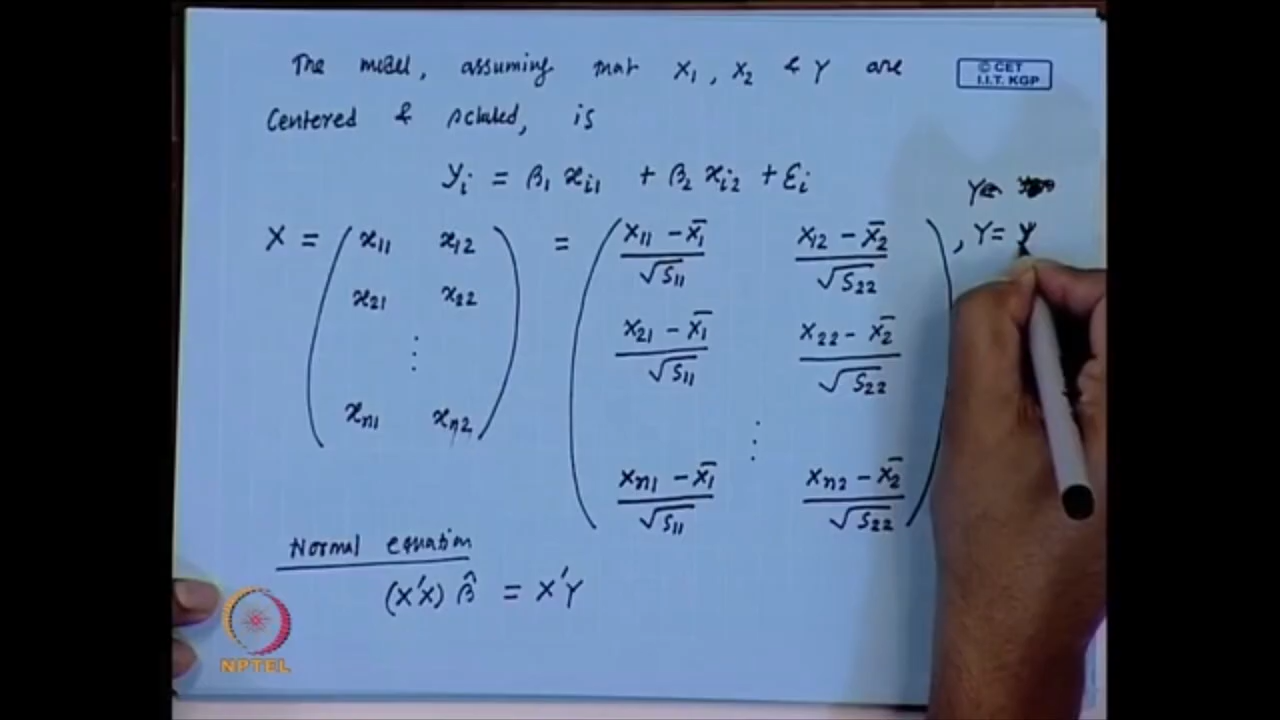 The model, assuming that X₁, X₂ & Y are
© CET
I.I.T. KGP
Centered & scaled, is
yᵢ = β₁ xᵢ₁ + β₂ xᵢ₂ + εᵢ
X = ( x₁₁ x₁₂ ; x₂₁ x₂₂ ; ⋮ ; xₙ₁ xₙ₂ ) = ( (X₁₁ − X̄₁)/√S₁₁ (X₁₂ − X̄₂)/√S₂₂ ; (X₂₁ − X̄₁)/√S₁₁ (X₂₂ − X̄₂)/√S₂₂ ; ⋮ ; (Xₙ₁ − X̄₁)/√S₁₁ (Xₙ₂ − X̄₂)/√S₂₂ ) , Y = Y
Normal equation
(X′X) β̂ = X′Y
NPTEL